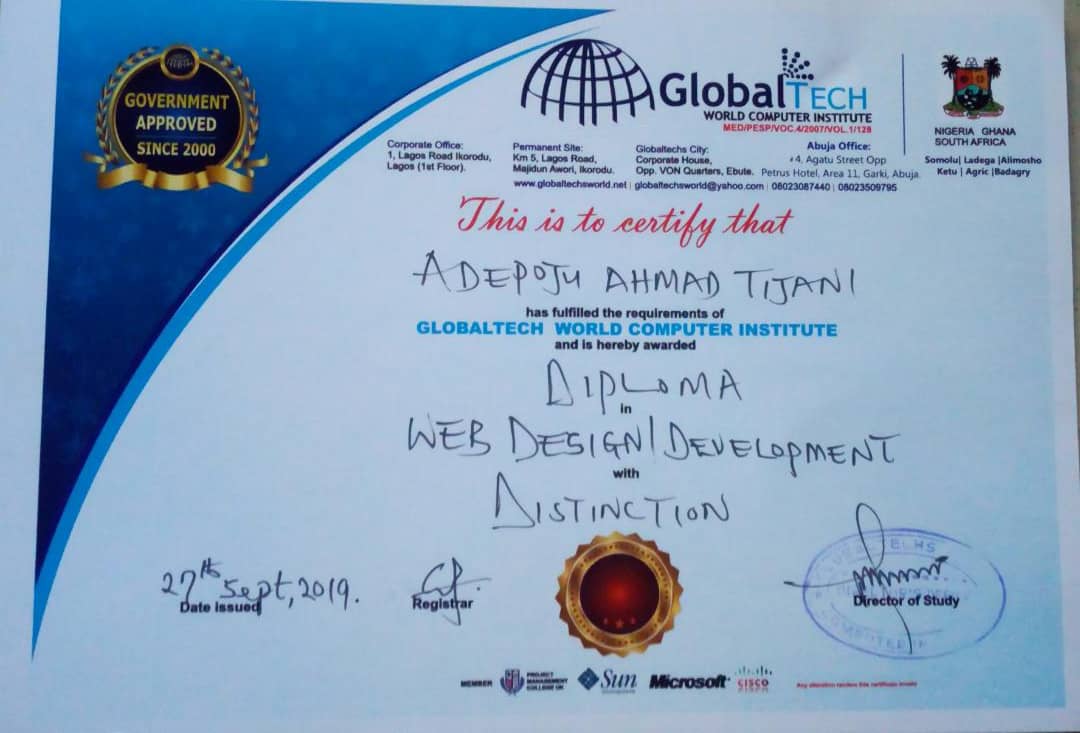 GOVERNMENT
APPROVED
SINCE 2000
GlobalTECH
WORLD COMPUTER INSTITUTE
MED/PESP/VOC.4/2007/VOL.1/128
NIGERIA GHANA
SOUTH AFRICA
Somolu| Ladega |Alimosho
Ketu | Agric |Badagry
Corporate Office:
1, Lagos Road Ikorodu,
Lagos (1st Floor).
Permanent Site:
Km 5, Lagos Road,
Majidun Awori, Ikorodu.
Globaltechs City:
Corporate House,
Opp. VON Quarters, Ebute.
Abuja Office:
4, Agatu Street Opp
Petrus Hotel, Area 11, Garki, Abuja.
www.globaltechsworld.net | globaltechsworld@yahoo.com | 08023087440 | 08023509795
This is to certify that
ADEPOJU AHMAD TIJANI
has fulfilled the requirements of
GLOBALTECH WORLD COMPUTER INSTITUTE
and is hereby awarded
DIPLOMA
in
WEB DESIGN/DEVELOPMENT
with
DISTINCTION
27th Sept, 2019.
Date issued
Registrar
Director of Study
MEMBER
PROJECT
MANAGEMENT
COLLEGE UK
Sun
Microsoft
CISCO
Any alteration renders this certificate invalid